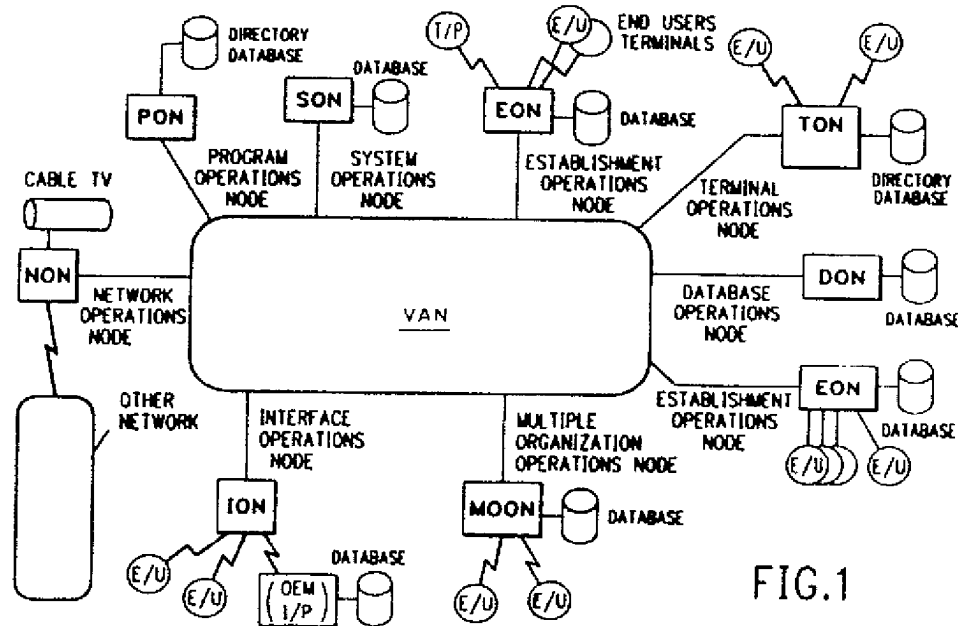 DIRECTORY
DATABASE
PON
PROGRAM
OPERATIONS
NODE
DATABASE
SON
SYSTEM
OPERATIONS
NODE
T/P
E/U
END USERS
TERMINALS
EON
DATABASE
ESTABLISHMENT
OPERATIONS
NODE
E/U
E/U
TON
DIRECTORY
DATABASE
TERMINAL
OPERATIONS
NODE
CABLE TV
NON
NETWORK
OPERATIONS
NODE
VAN
DATABASE
OPERATIONS
NODE
DON
DATABASE
OTHER
NETWORK
INTERFACE
OPERATIONS
NODE
MULTIPLE
ORGANIZATION
OPERATIONS NODE
ESTABLISHMENT
OPERATIONS
NODE
EON
DATABASE
E/U
E/U
ION
E/U
E/U
(OEM
I/P)
DATABASE
MOON
DATABASE
E/U
E/U
FIG.1